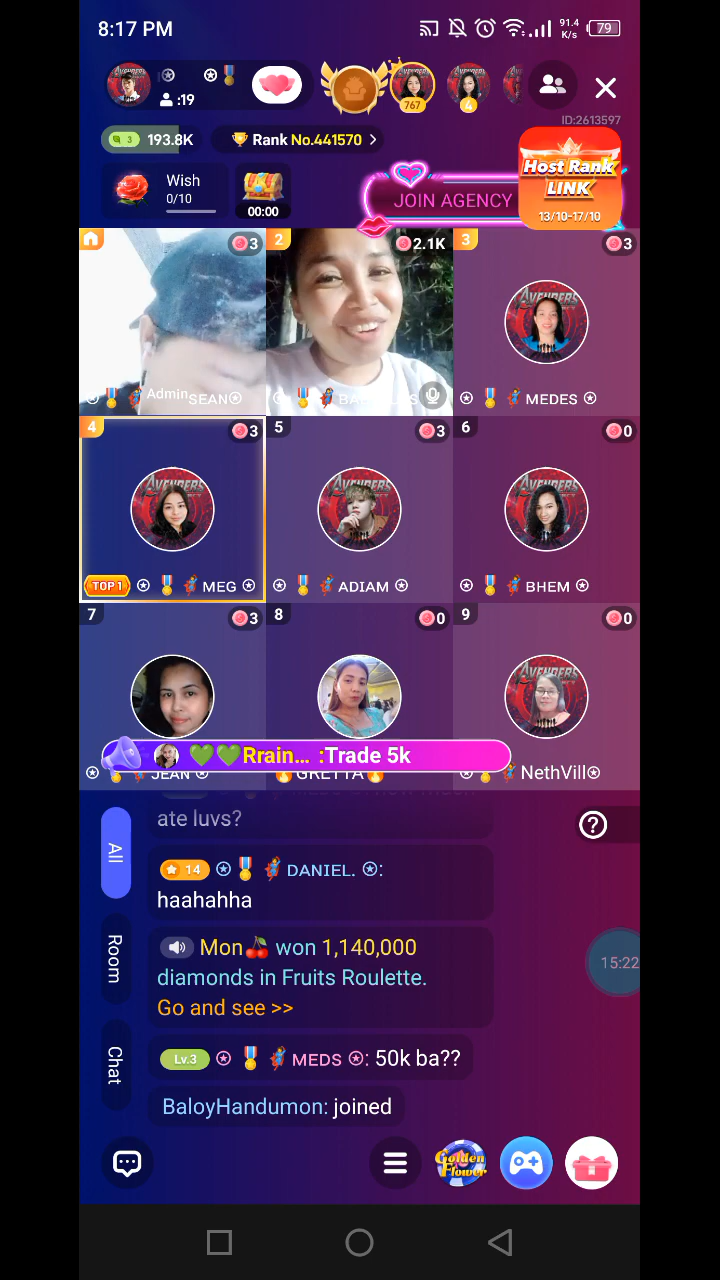 8:17 PM
91.4
K/s
79
:19
767
4
ID:2613597
3
193.8K
Rank No.441570 >
Host Rank
LINK
13/10-17/10
Wish
0/10
00:00
JOIN AGENCY
3
2
2.1K
3
3
Admin SEAN
MEDES
4
3
5
3
6
0
TOP 1
MEG
ADIAM
BHEM
7
3
8
0
9
0
AVENGERS
Rrain... :Trade 5k
JEAN
GRETTA
NethVill
ate luvs?
All
14
DANIEL. :
haahahha
Room
Mon🍒 won 1,140,000
diamonds in Fruits Roulette.
Go and see >>
15:22
Chat
Lv.3
MEDS : 50k ba??
BaloyHandumon: joined
Golden
Flower